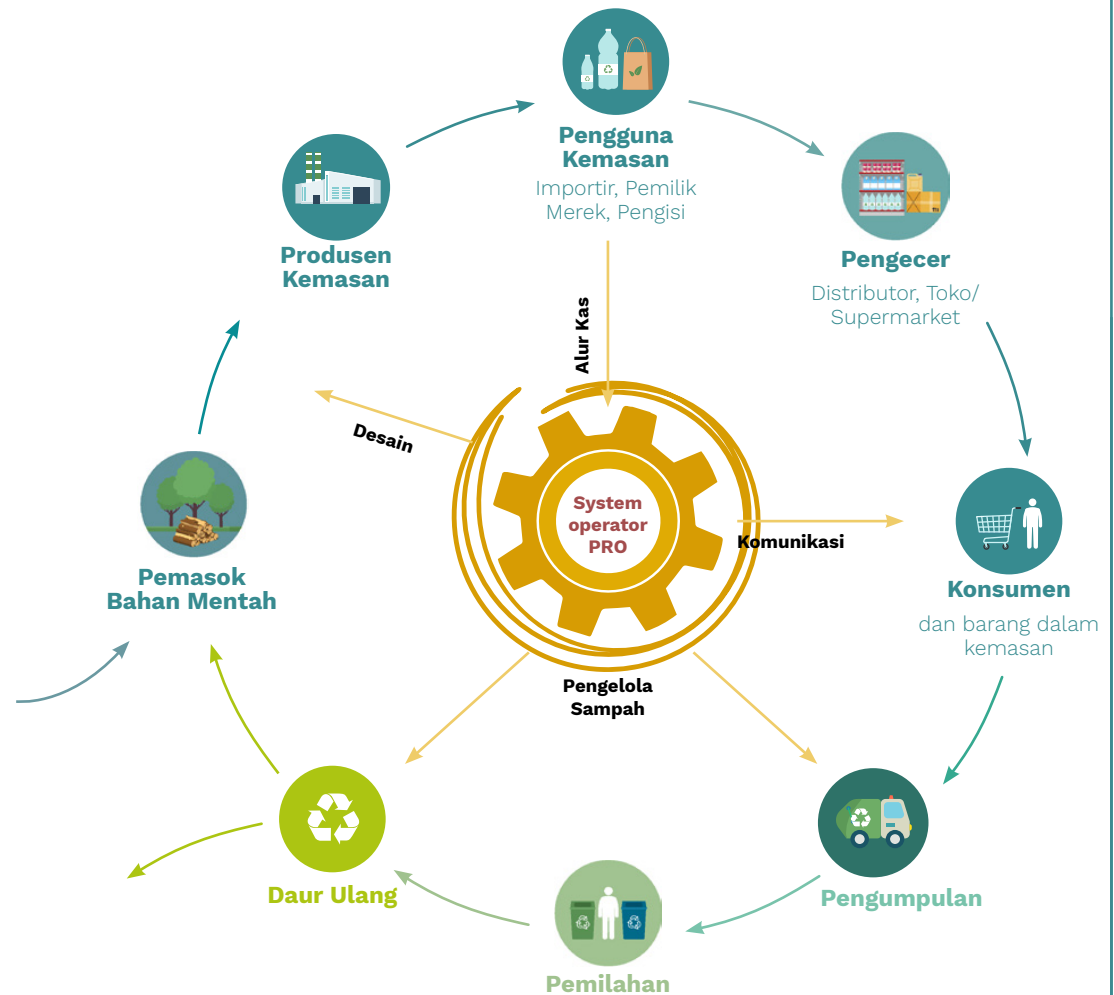 Pengguna
Kemasan
Importir, Pemilik
Merek, Pengisi
Produsen
Kemasan
Pengecer
Distributor, Toko/
Supermarket
Alur Kas
Desain
System
operator
PRO
Komunikasi
Pemasok
Bahan Mentah
Konsumen
dan barang dalam
kemasan
Pengelola
Sampah
Daur Ulang
Pengumpulan
Pemilahan